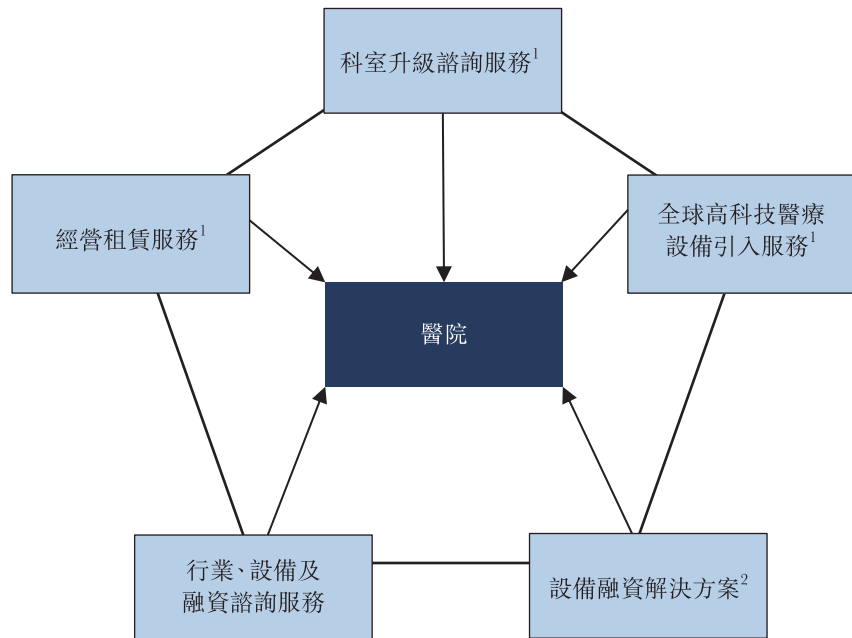 科室升級諮詢服務¹
經營租賃服務¹
全球高科技醫療
設備引入服務¹
醫院
行業、設備及
融資諮詢服務
設備融資解決方案²